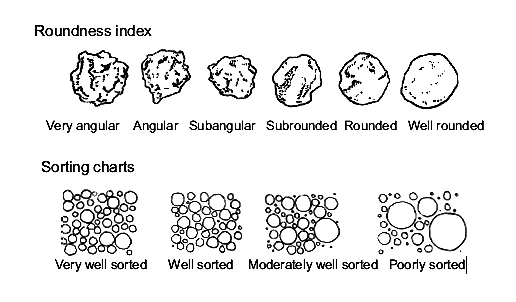 Roundness index
Very angular Angular Subangular Subrounded Rounded Well rounded
Sorting charts
Very well sorted Well sorted Moderately well sorted Poorly sorted